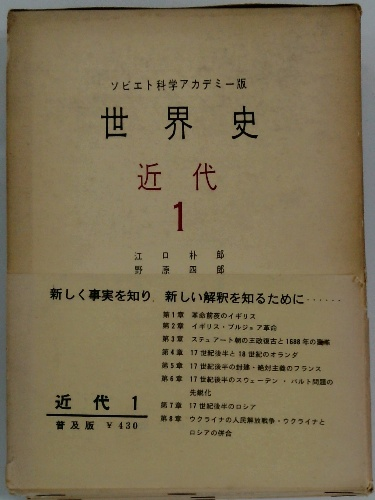 ソビエト科学アカデミー版
世界史
近代
1
江口朴郎
野原四郎
新しく事実を知り、新しい解釈を知るために……
第1章 革命前夜のイギリス
第2章 イギリス・ブルジョア革命
第3章 ステュアート朝の王政復古と1688年の政変
第4章 17世紀後半と18世紀のオランダ
第5章 17世紀後半の封建・絶対主義のフランス
第6章 17世紀後半のスウェーデン・バルト問題の
先鋭化
第7章 17世紀後半のロシア
第8章 ウクライナの人民解放戦争・ウクライナと
ロシアの併合
近代1
普及版 ¥430